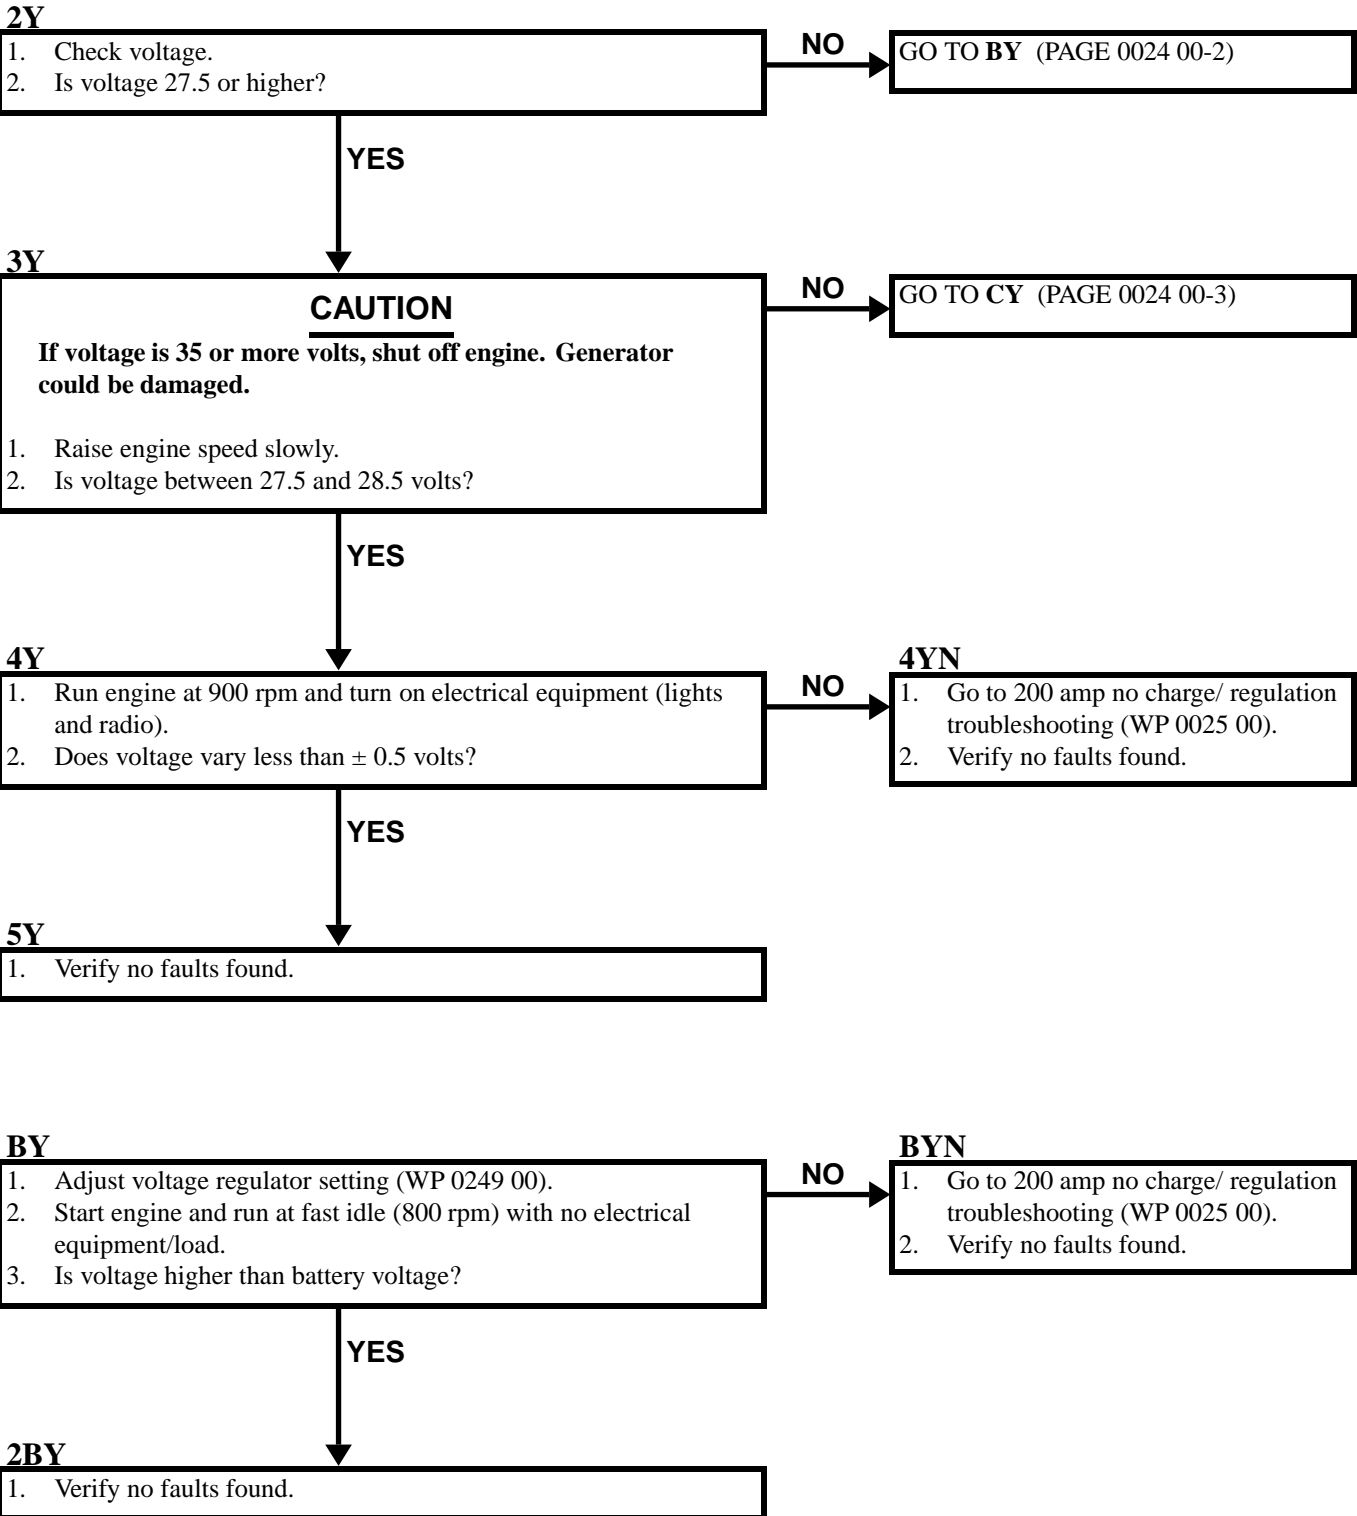 2Y
1. Check voltage.
2. Is voltage 27.5 or higher?
NO
GO TO BY (PAGE 0024 00-2)
YES
3Y
CAUTION
If voltage is 35 or more volts, shut off engine. Generator
could be damaged.
1. Raise engine speed slowly.
2. Is voltage between 27.5 and 28.5 volts?
NO
GO TO CY (PAGE 0024 00-3)
YES
4Y
1. Run engine at 900 rpm and turn on electrical equipment (lights
and radio).
2. Does voltage vary less than ± 0.5 volts?
NO
4YN
1. Go to 200 amp no charge/ regulation
troubleshooting (WP 0025 00).
2. Verify no faults found.
YES
5Y
1. Verify no faults found.
BY
1. Adjust voltage regulator setting (WP 0249 00).
2. Start engine and run at fast idle (800 rpm) with no electrical
equipment/load.
3. Is voltage higher than battery voltage?
NO
BYN
1. Go to 200 amp no charge/ regulation
troubleshooting (WP 0025 00).
2. Verify no faults found.
YES
2BY
1. Verify no faults found.